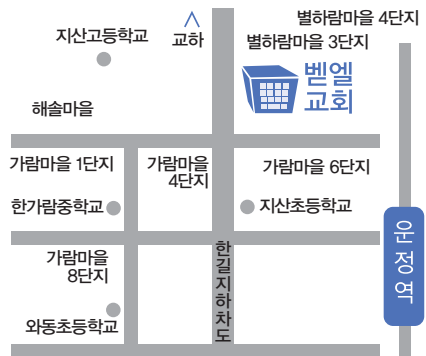 별하람마을 4단지
지산고등학교
교하
별하람마을 3단지
벧엘
교회
해솔마을
가람마을 1단지
가람마을
4단지
가람마을 6단지
한가람중학교
지산초등학교
운정역
한길지하차도
가람마을
8단지
와동초등학교